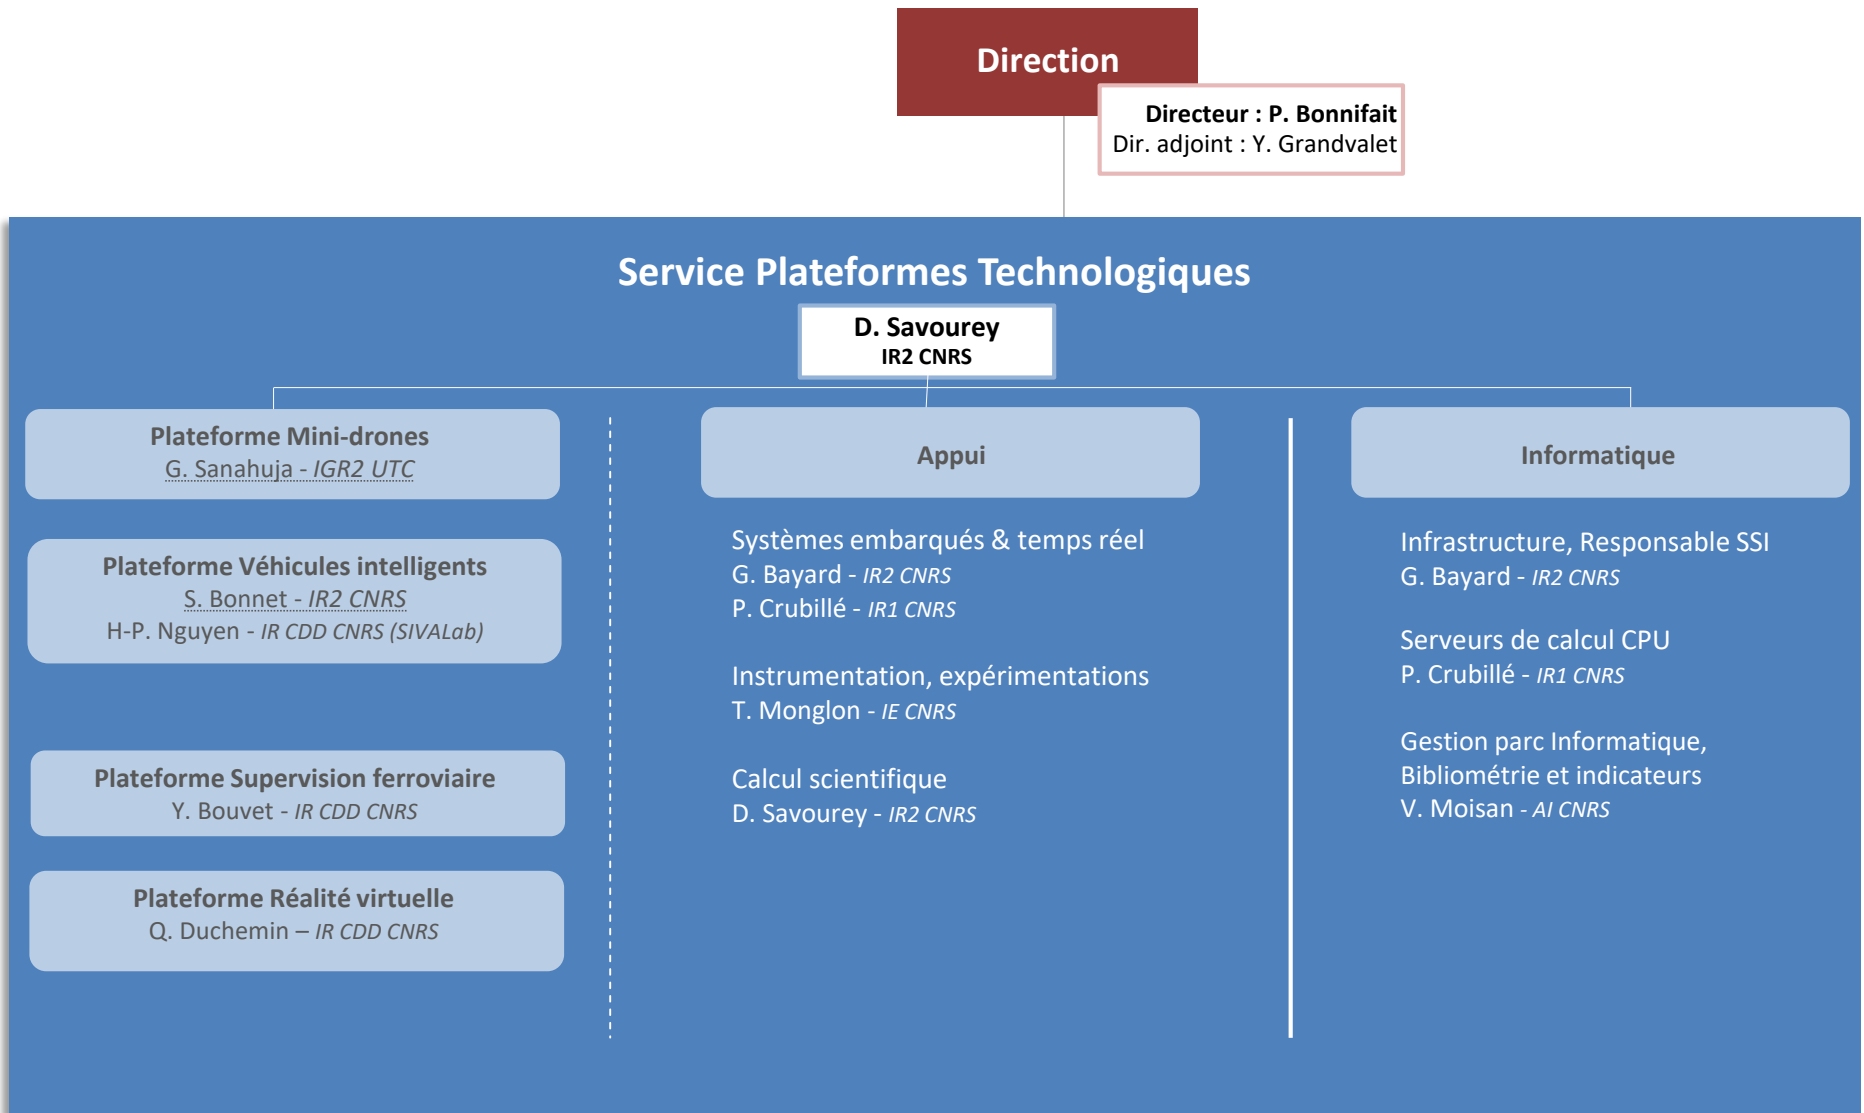 Direction
Directeur : P. Bonnifait
Dir. adjoint : Y. Grandvalet
Service Plateformes Technologiques
D. Savourey
IR2 CNRS
Plateforme Mini-drones
G. Sanahuja - IGR2 UTC
Plateforme Véhicules intelligents
S. Bonnet - IR2 CNRS
H-P. Nguyen - IR CDD CNRS (SIVALab)
Plateforme Supervision ferroviaire
Y. Bouvet - IR CDD CNRS
Plateforme Réalité virtuelle
Q. Duchemin – IR CDD CNRS
Appui
Systèmes embarqués & temps réel
G. Bayard - IR2 CNRS
P. Crubillé - IR1 CNRS
Instrumentation, expérimentations
T. Monglon - IE CNRS
Calcul scientifique
D. Savourey - IR2 CNRS
Informatique
Infrastructure, Responsable SSI
G. Bayard - IR2 CNRS
Serveurs de calcul CPU
P. Crubillé - IR1 CNRS
Gestion parc Informatique,
Bibliométrie et indicateurs
V. Moisan - AI CNRS